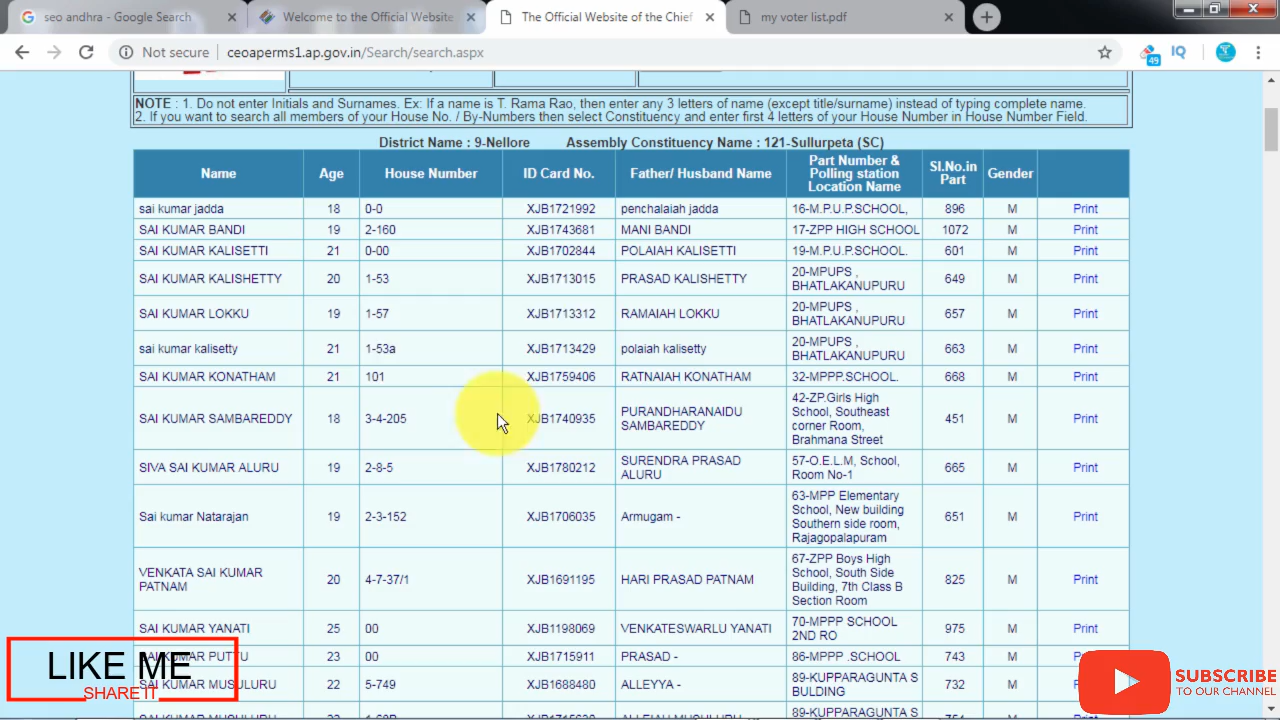 seo andhra - Google Search
Welcome to the Official Website
The Official Website of the Chief
my voter list.pdf
Not secure ceoaperms1.ap.gov.in/Search/search.aspx
49
IQ
NOTE : 1. Do not enter Initials and Surnames. Ex: If a name is T. Rama Rao, then enter any 3 letters of name (except title/surname) instead of typing complete name.
2. If you want to search all members of your House No. / By-Numbers then select Constituency and enter first 4 letters of your House Number in House Number Field.
District Name : 9-Nellore Assembly Constituency Name : 121-Sullurpeta (SC)
Name Age House Number ID Card No. Father/ Husband Name Part Number & Polling station Location Name Sl.No.in Part Gender
sai kumar jadda 18 0-0 XJB1721992 penchalaiah jadda 16-M.P.U.P.SCHOOL, 896 M Print
SAI KUMAR BANDI 19 2-160 XJB1743681 MANI BANDI 17-ZPP HIGH SCHOOL 1072 M Print
SAI KUMAR KALISETTI 21 0-00 XJB1702844 POLAIAH KALISETTI 19-M.P.U.P.SCHOOL. 601 M Print
SAI KUMAR KALISHETTY 20 1-53 XJB1713015 PRASAD KALISHETTY 20-MPUPS , BHATLAKANUPURU 649 M Print
SAI KUMAR LOKKU 19 1-57 XJB1713312 RAMAIAH LOKKU 20-MPUPS , BHATLAKANUPURU 657 M Print
sai kumar kalisetty 21 1-53a XJB1713429 polaiah kalisetty 20-MPUPS , BHATLAKANUPURU 663 M Print
SAI KUMAR KONATHAM 21 101 XJB1759406 RATNAIAH KONATHAM 32-MPPP.SCHOOL. 668 M Print
SAI KUMAR SAMBAREDDY 18 3-4-205 XJB1740935 PURANDHARANAIDU SAMBAREDDY 42-ZP.Girls High School, Southeast corner Room, Brahmana Street 451 M Print
SIVA SAI KUMAR ALURU 19 2-8-5 XJB1780212 SURENDRA PRASAD ALURU 57-O.E.L.M, School, Room No-1 665 M Print
Sai kumar Natarajan 19 2-3-152 XJB1706035 Armugam - 63-MPP Elementary School, New building Southern side room, Rajagopalapuram 651 M Print
VENKATA SAI KUMAR PATNAM 20 4-7-37/1 XJB1691195 HARI PRASAD PATNAM 67-ZPP Boys High School, South Side Building, 7th Class B Section Room 825 M Print
SAI KUMAR YANATI 25 00 XJB1198069 VENKATESWARLU YANATI 70-MPPP SCHOOL 2ND RO 975 M Print
KUMAR PUTTU 23 00 XJB1715911 PRASAD - 86-MPPP .SCHOOL 743 M
SAI KUMAR MUSULURU 22 5-749 XJB1688480 ALLEYYA - 89-KUPPARAGUNTA S BULDING 732 M
89-KUPPARAGUNTA S
LIKE ME
SHARE IT
SUBSCRIBE
TO OUR CHANNEL